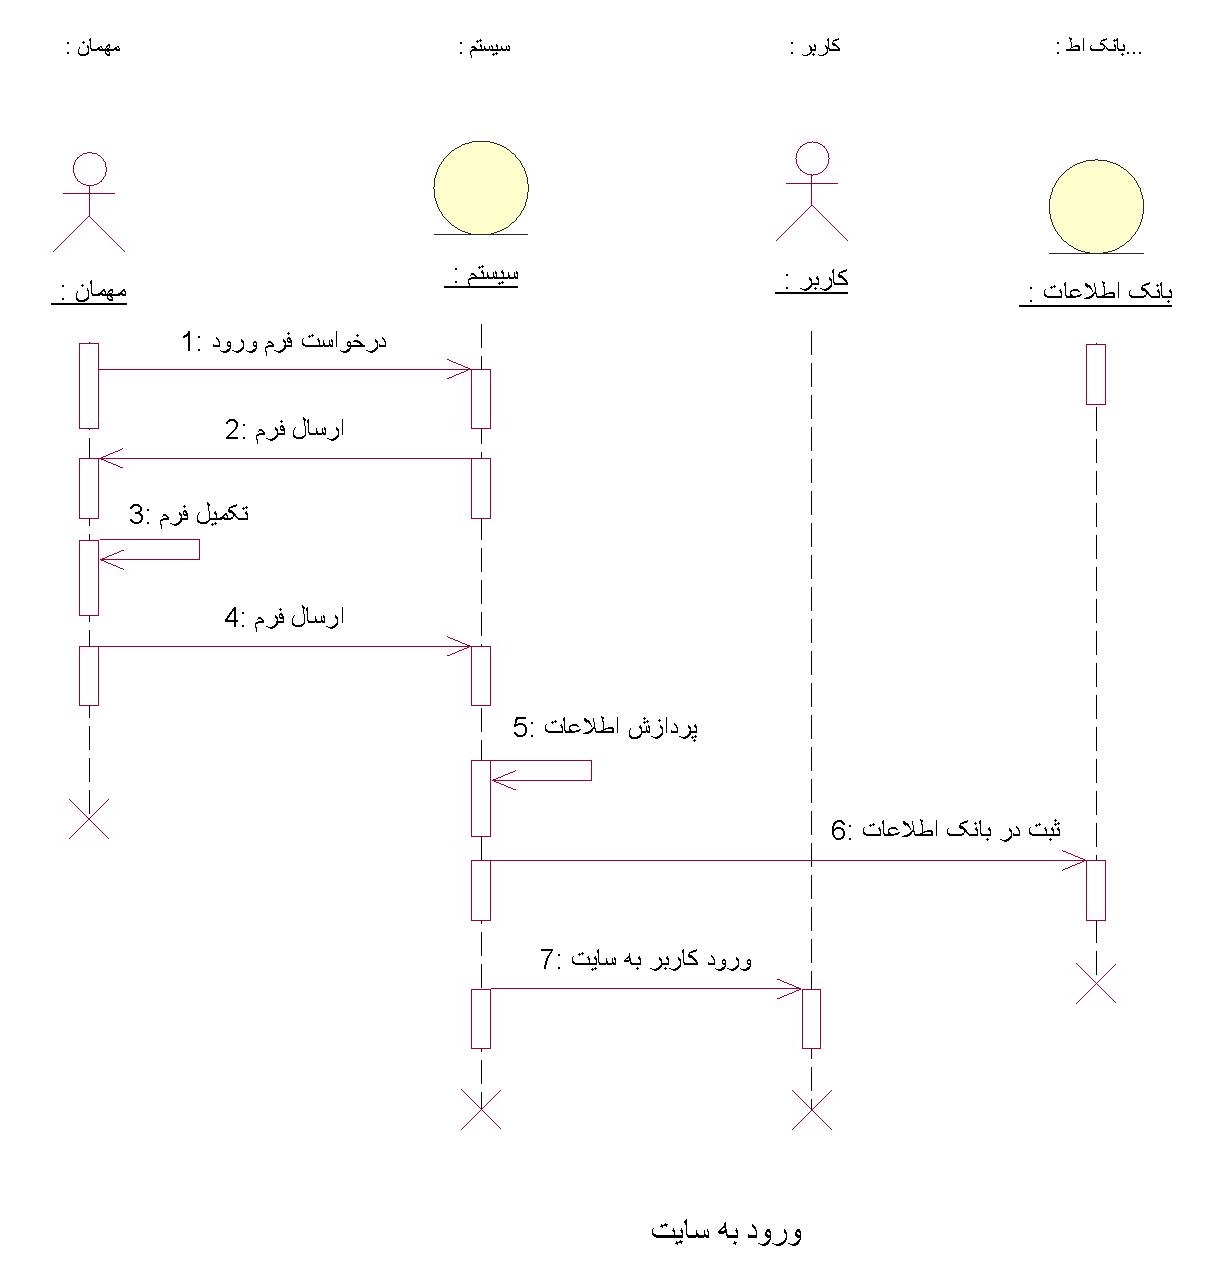 مهمان :
سیستم :
کاربر :
بانک اط... :
مهمان :
سیستم :
کاربر :
بانک اطلاعات :
1: درخواست فرم ورود
2: ارسال فرم
3: تکمیل فرم
4: ارسال فرم
5: پردازش اطلاعات
6: ثبت در بانک اطلاعات
7: ورود کاربر به سایت
ورود به سایت